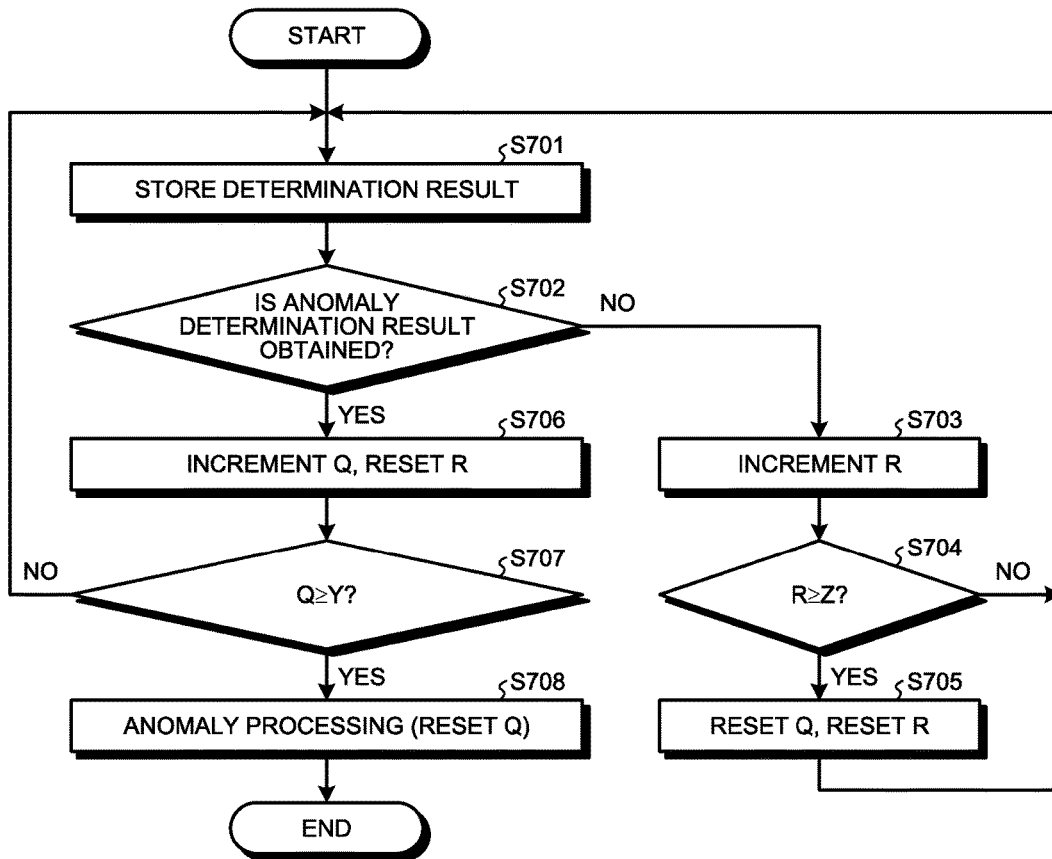 START
S701
STORE DETERMINATION RESULT
S702
IS ANOMALY
DETERMINATION RESULT
OBTAINED?
NO
YES
S706
INCREMENT Q, RESET R
S703
INCREMENT R
S707
Q≥Y?
NO
S704
R≥Z?
NO
YES
S708
ANOMALY PROCESSING (RESET Q)
YES
S705
RESET Q, RESET R
END